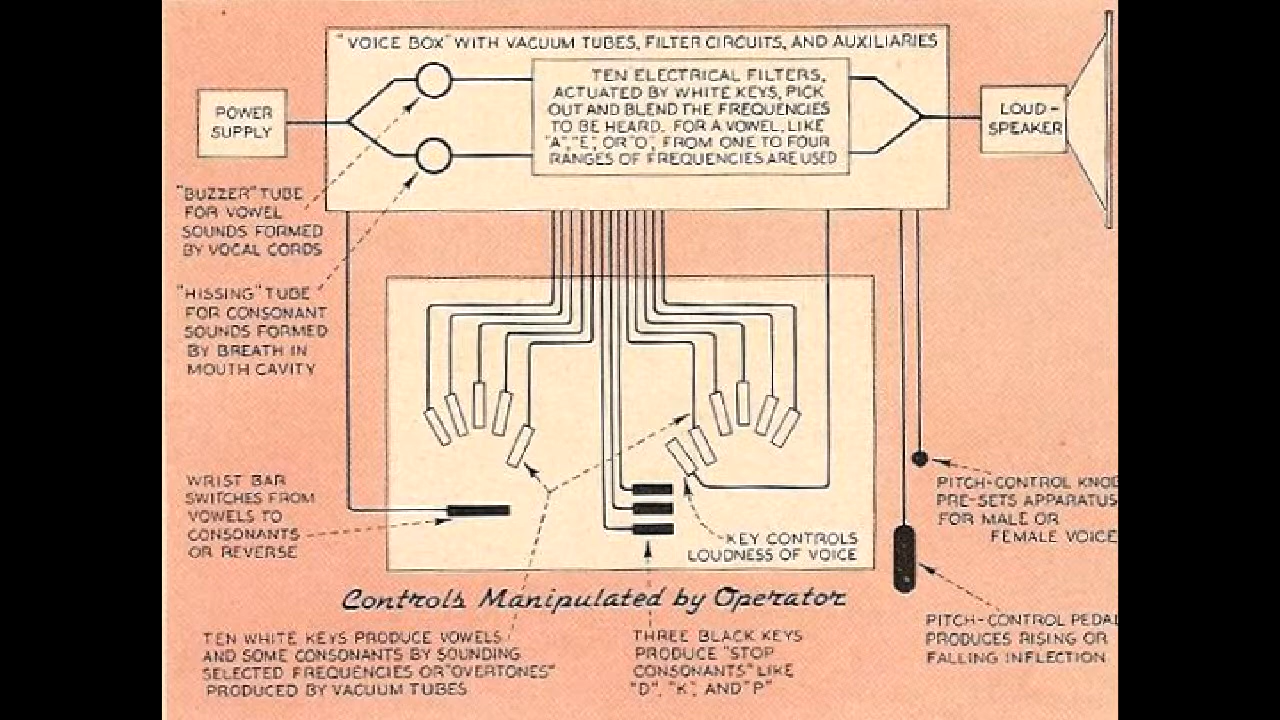 "VOICE BOX" WITH VACUUM TUBES, FILTER CIRCUITS, AND AUXILIARIES
TEN ELECTRICAL FILTERS,
ACTUATED BY WHITE KEYS, PICK
OUT AND BLEND THE FREQUENCIES
TO BE HEARD. FOR A VOWEL, LIKE
"A", "E", OR "O", FROM ONE TO FOUR
RANGES OF FREQUENCIES ARE USED
POWER
SUPPLY
LOUD-
SPEAKER
"BUZZER" TUBE
FOR VOWEL
SOUNDS FORMED
BY VOCAL CORDS
"HISSING" TUBE
FOR CONSONANT
SOUNDS FORMED
BY BREATH IN
MOUTH CAVITY
WRIST BAR
SWITCHES FROM
VOWELS TO
CONSONANTS
OR REVERSE
KEY CONTROLS
LOUDNESS OF VOICE
PITCH-CONTROL KNOB
PRE-SETS APPARATUS
FOR MALE OR
FEMALE VOICE
Controls Manipulated by Operator
TEN WHITE KEYS PRODUCE VOWELS
AND SOME CONSONANTS BY SOUNDING
SELECTED FREQUENCIES OR "OVERTONES"
PRODUCED BY VACUUM TUBES
THREE BLACK KEYS
PRODUCE "STOP
CONSONANTS" LIKE
"D", "K", AND "P"
PITCH-CONTROL PEDAL
PRODUCES RISING OR
FALLING INFLECTION